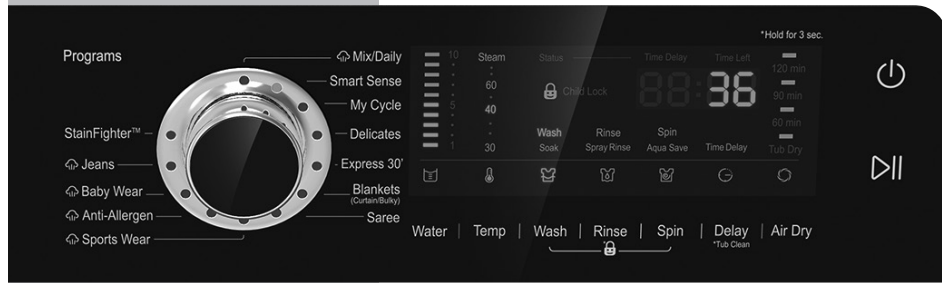 *Hold for 3 sec.
Programs
Mix/Daily
Smart Sense
My Cycle
Delicates
Express 30'
Blankets
(Curtain/Bulky)
Saree
StainFighter™
Jeans
Baby Wear
Anti-Allergen
Sports Wear
10
5
1
Steam
60
40
30
Status
Child Lock
Time Delay
Time Left
36
120 min
90 min
60 min
Tub Dry
Wash
Rinse
Spin
Soak
Spray Rinse
Aqua Save
Time Delay
Water | Temp | Wash | Rinse | Spin | Delay | Air Dry
*Tub Clean